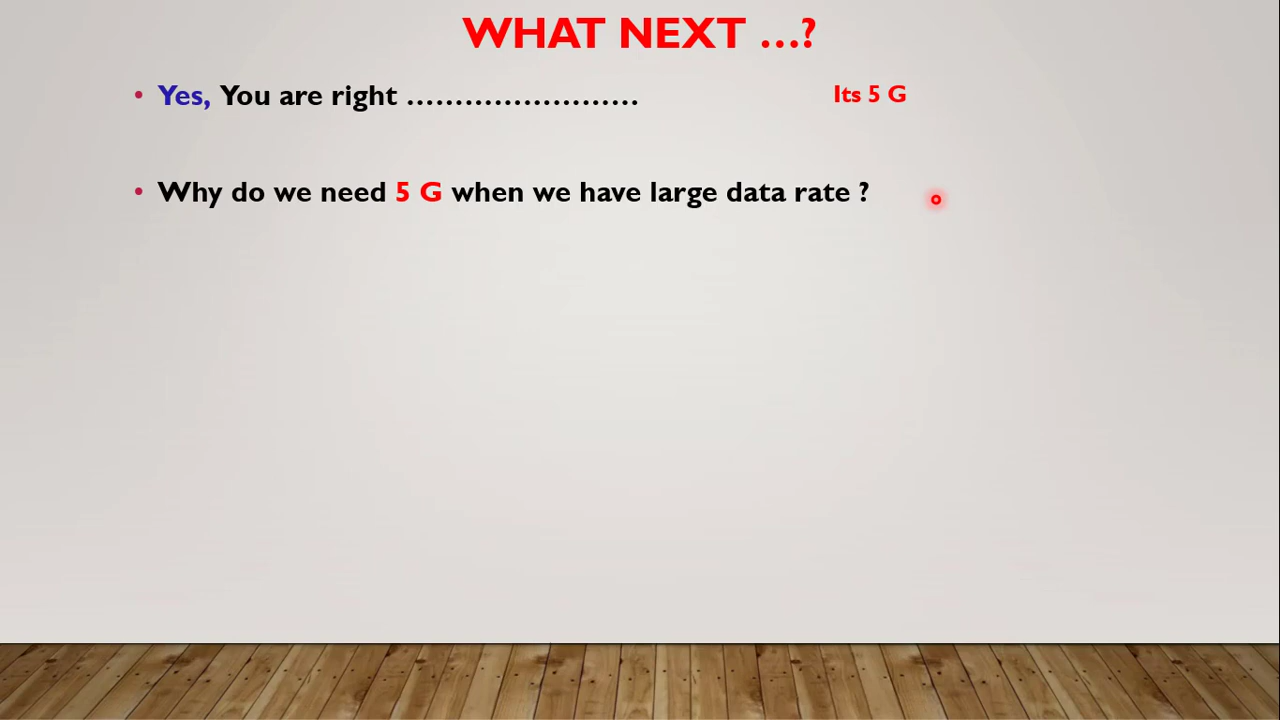 WHAT NEXT ...?
• Yes, You are right ........................ Its 5 G
• Why do we need 5 G when we have large data rate ?